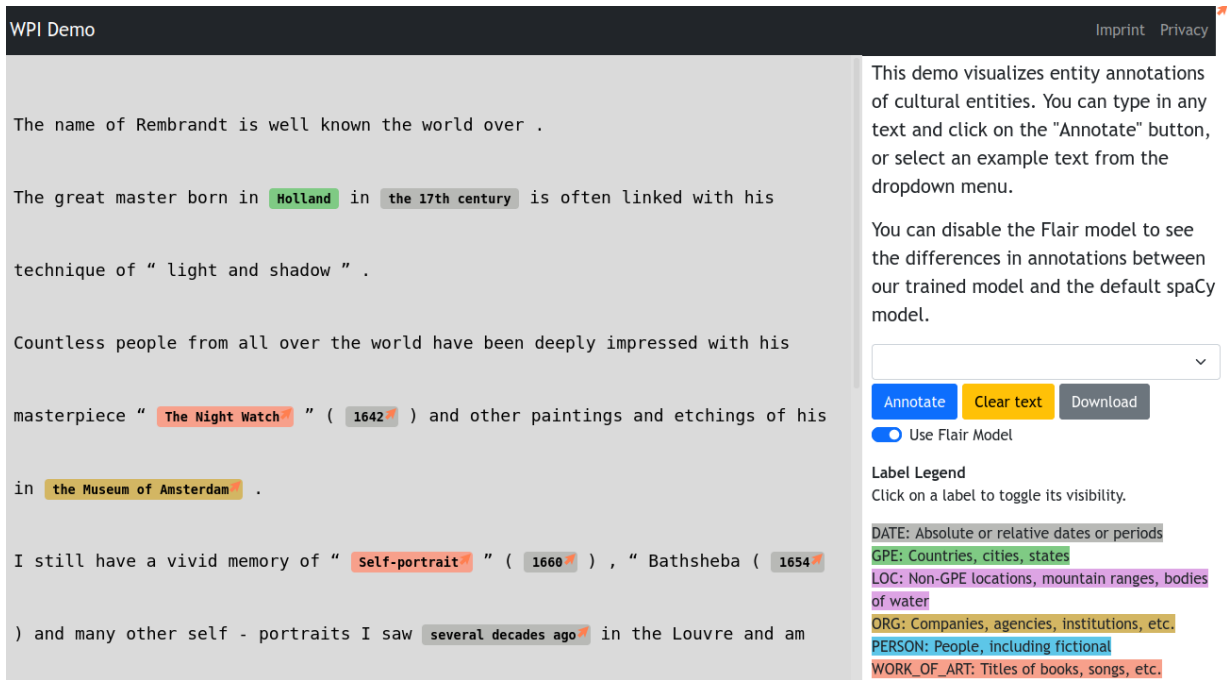 WPI Demo
Imprint Privacy
The name of Rembrandt is well known the world over .
The great master born in Holland in the 17th century is often linked with his
technique of “ light and shadow ” .
Countless people from all over the world have been deeply impressed with his
masterpiece “ The Night Watch ” ( 1642 ) and other paintings and etchings of his
in the Museum of Amsterdam .
I still have a vivid memory of “ Self-portrait ” ( 1660 ) , “ Bathsheba ( 1654
) and many other self - portraits I saw several decades ago in the Louvre and am
This demo visualizes entity annotations
of cultural entities. You can type in any
text and click on the "Annotate" button,
or select an example text from the
dropdown menu.
You can disable the Flair model to see
the differences in annotations between
our trained model and the default spaCy
model.
Annotate Clear text Download
Use Flair Model
Label Legend
Click on a label to toggle its visibility.
DATE: Absolute or relative dates or periods
GPE: Countries, cities, states
LOC: Non-GPE locations, mountain ranges, bodies
of water
ORG: Companies, agencies, institutions, etc.
PERSON: People, including fictional
WORK_OF_ART: Titles of books, songs, etc.